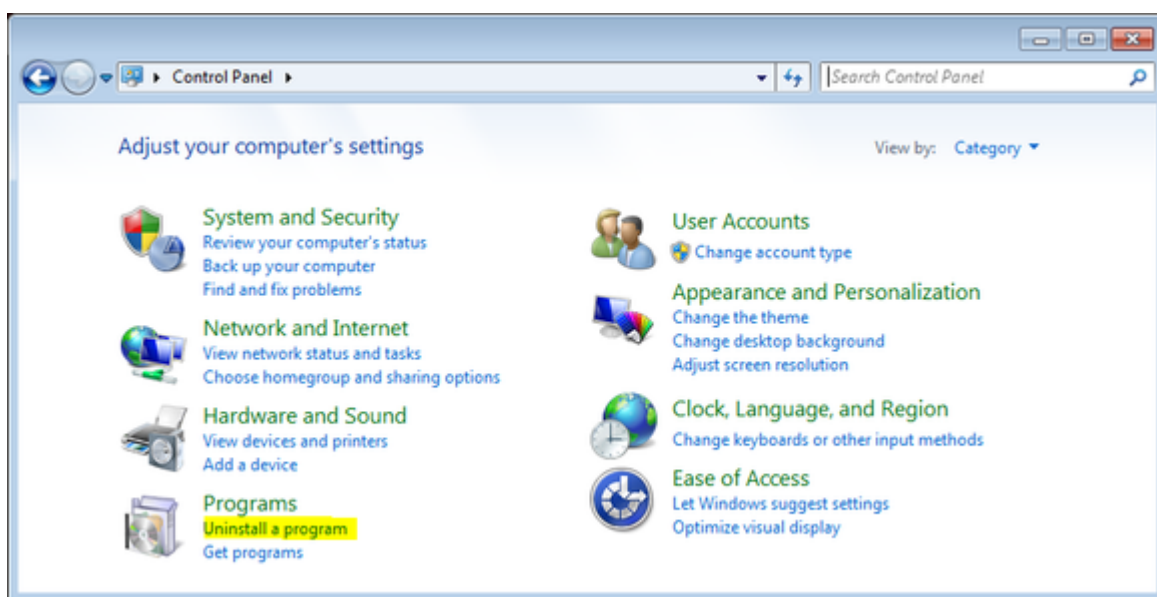 Control Panel
Search Control Panel
Adjust your computer's settings
View by: Category
System and Security
Review your computer's status
Back up your computer
Find and fix problems
Network and Internet
View network status and tasks
Choose homegroup and sharing options
Hardware and Sound
View devices and printers
Add a device
Programs
Uninstall a program
Get programs
User Accounts
Change account type
Appearance and Personalization
Change the theme
Change desktop background
Adjust screen resolution
Clock, Language, and Region
Change keyboards or other input methods
Ease of Access
Let Windows suggest settings
Optimize visual display